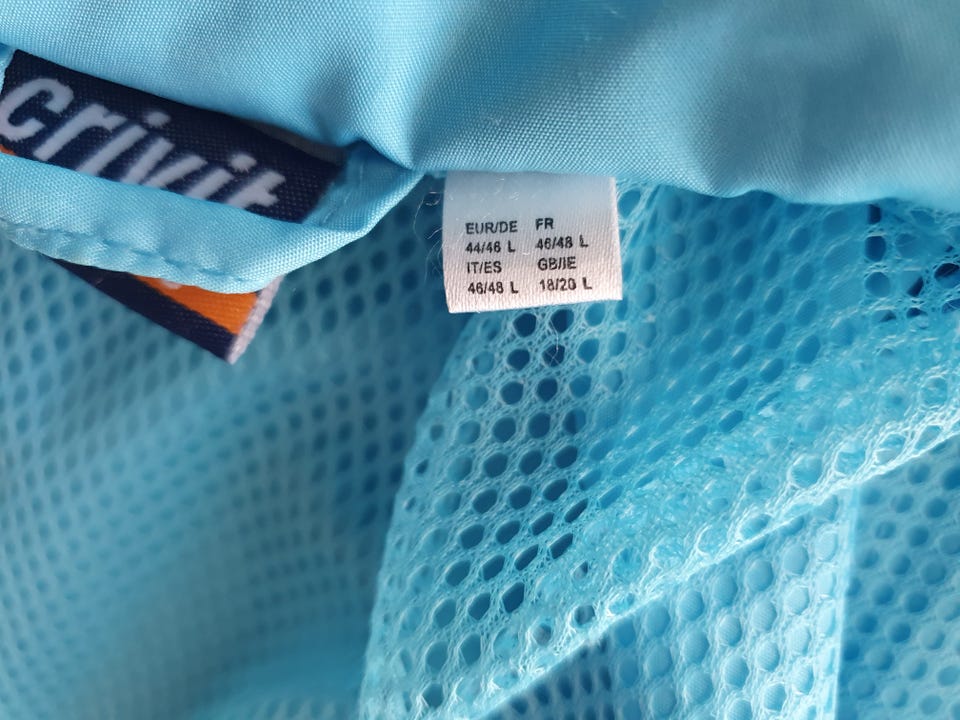 crivit
EUR/DE FR
44/46 L 46/48 L
IT/ES GB/IE
46/48 L 18/20 L